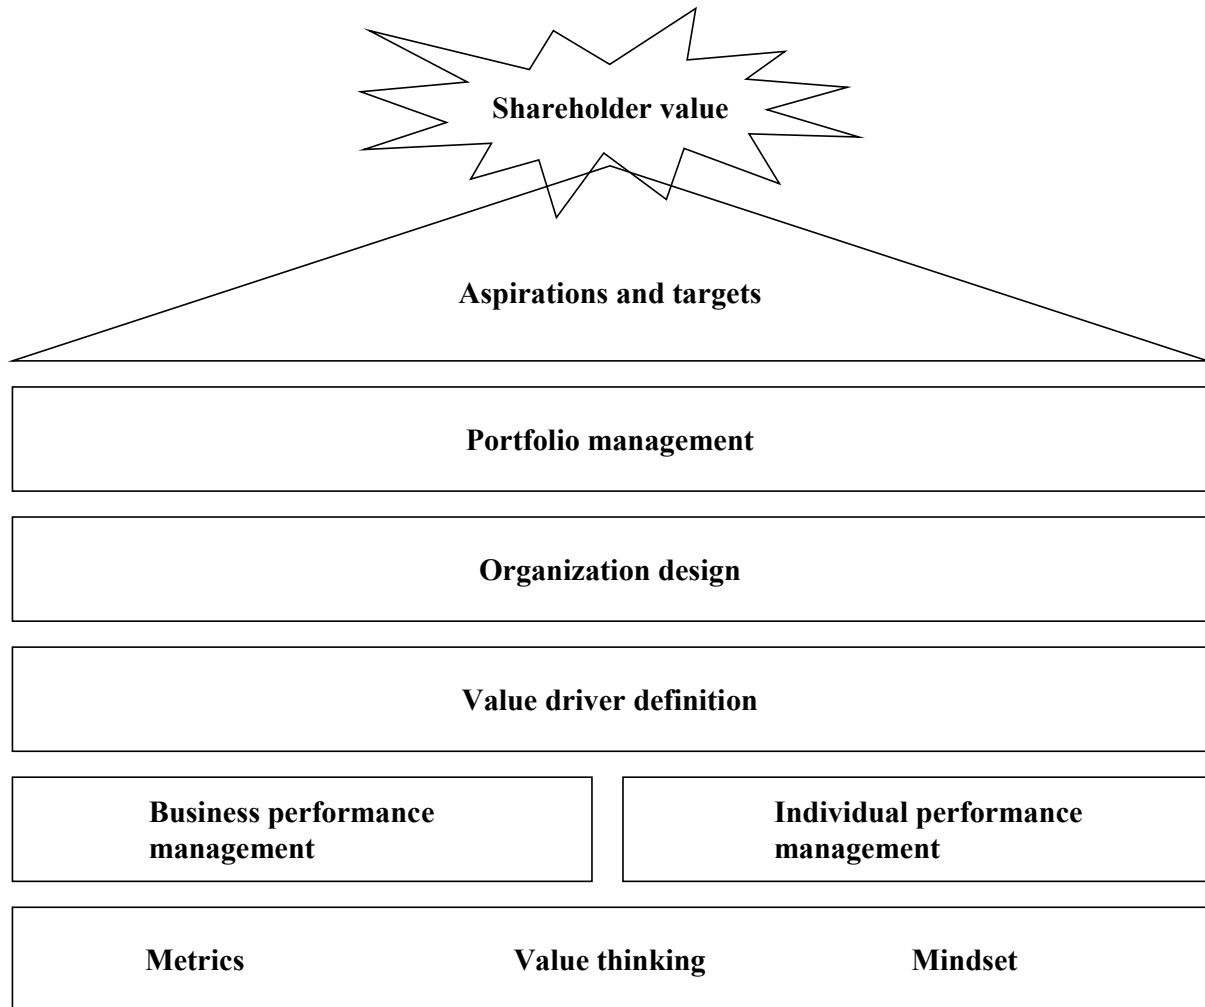 Shareholder value
Aspirations and targets
Portfolio management
Organization design
Value driver definition
Business performance
management
Individual performance
management
Metrics Value thinking Mindset